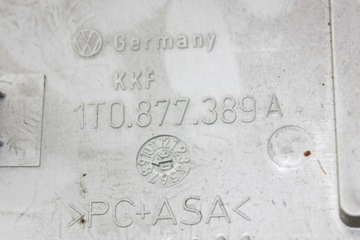 Germany
KKF
1T0.877.389 A
>PC+ASA<